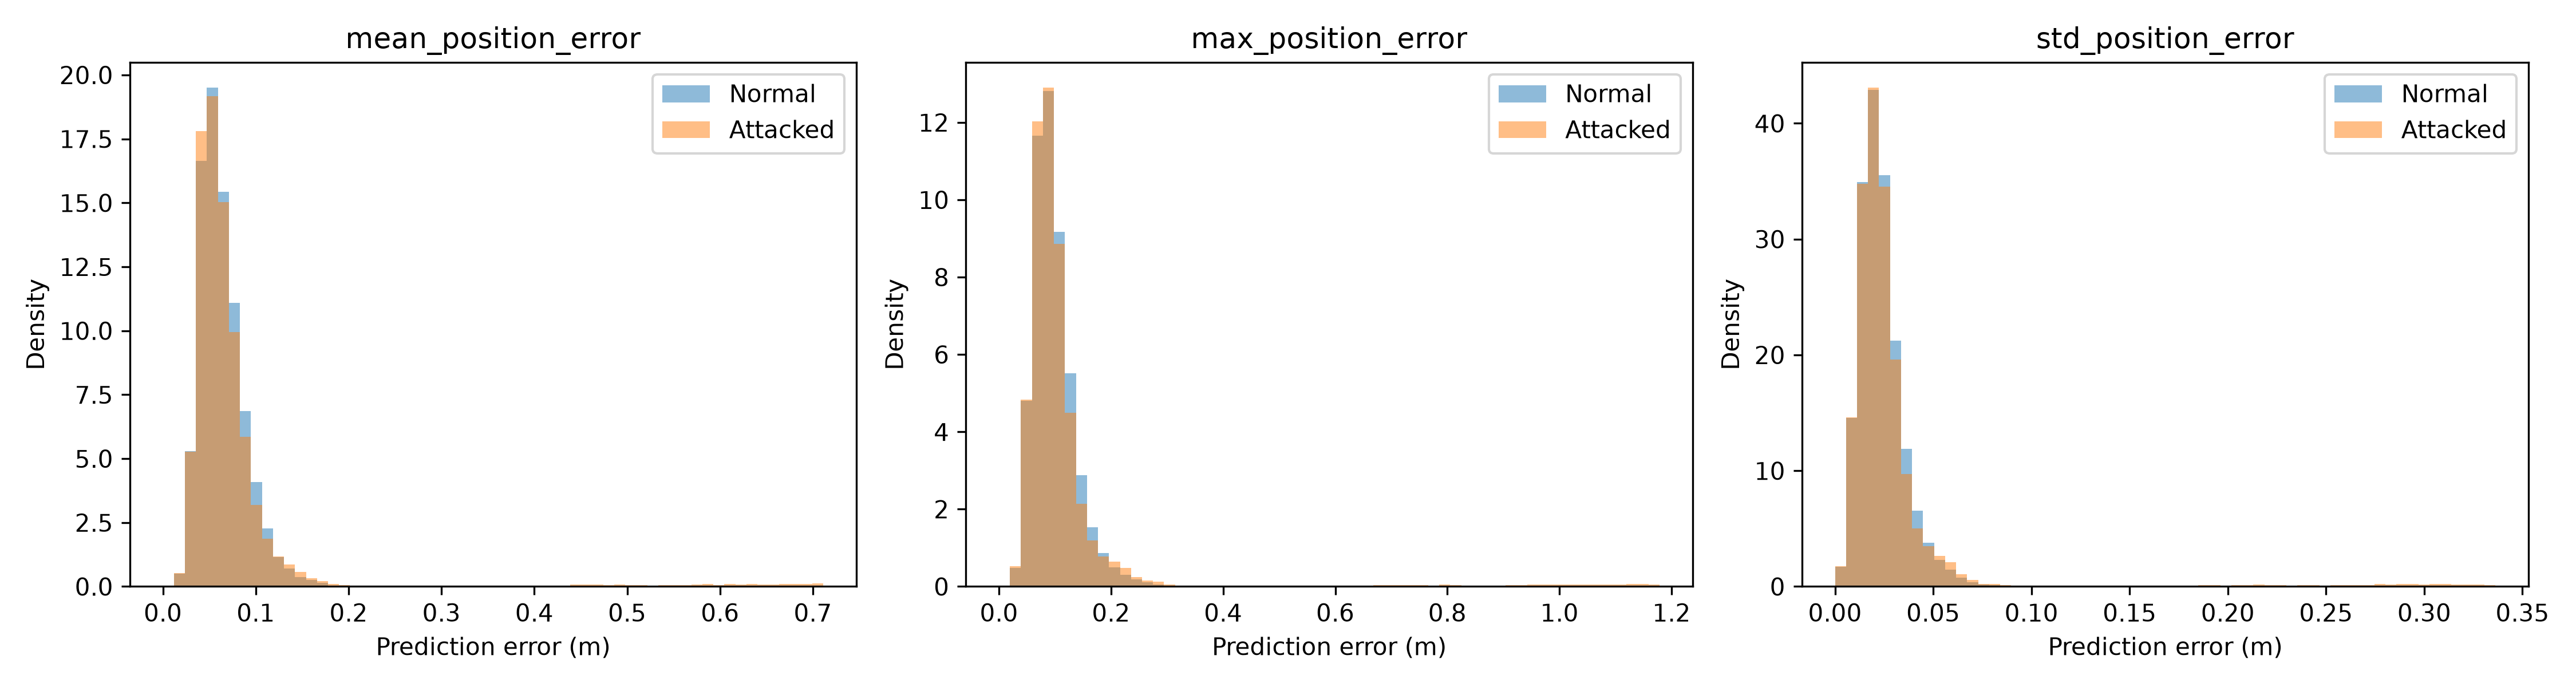 mean_position_error
20.0
17.5
15.0
12.5
10.0
7.5
5.0
2.5
0.0
Density
Normal
Attacked
0.0 0.1 0.2 0.3 0.4 0.5 0.6 0.7
Prediction error (m)
max_position_error
12
10
8
6
4
2
0
Density
Normal
Attacked
0.0 0.2 0.4 0.6 0.8 1.0 1.2
Prediction error (m)
std_position_error
40
30
20
10
0
Density
Normal
Attacked
0.00 0.05 0.10 0.15 0.20 0.25 0.30 0.35
Prediction error (m)